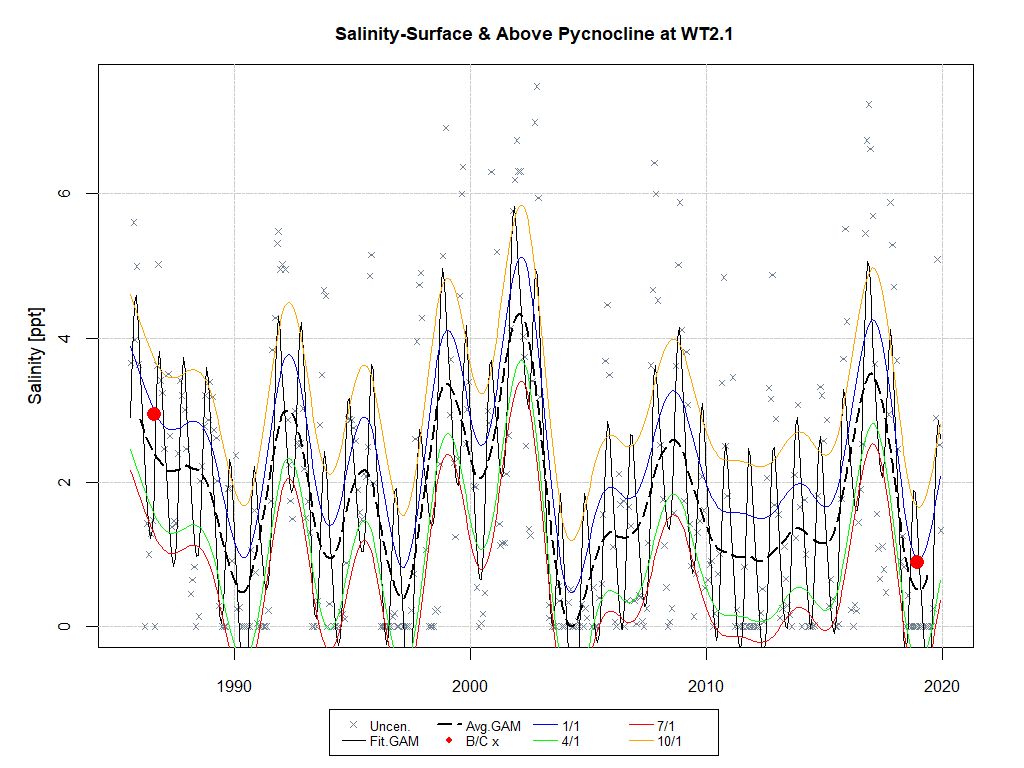 Salinity-Surface & Above Pycnocline at WT2.1
Salinity [ppt]
6
4
2
0
1990 2000 2010 2020
Uncen. Avg.GAM 1/1 7/1
Fit.GAM B/C x 4/1 10/1